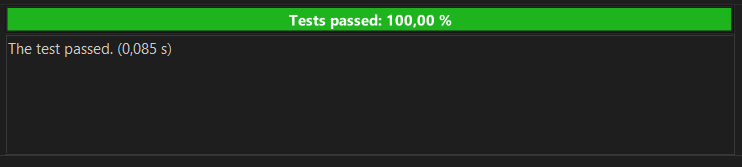 Tests passed: 100,00 %
The test passed. (0,085 s)